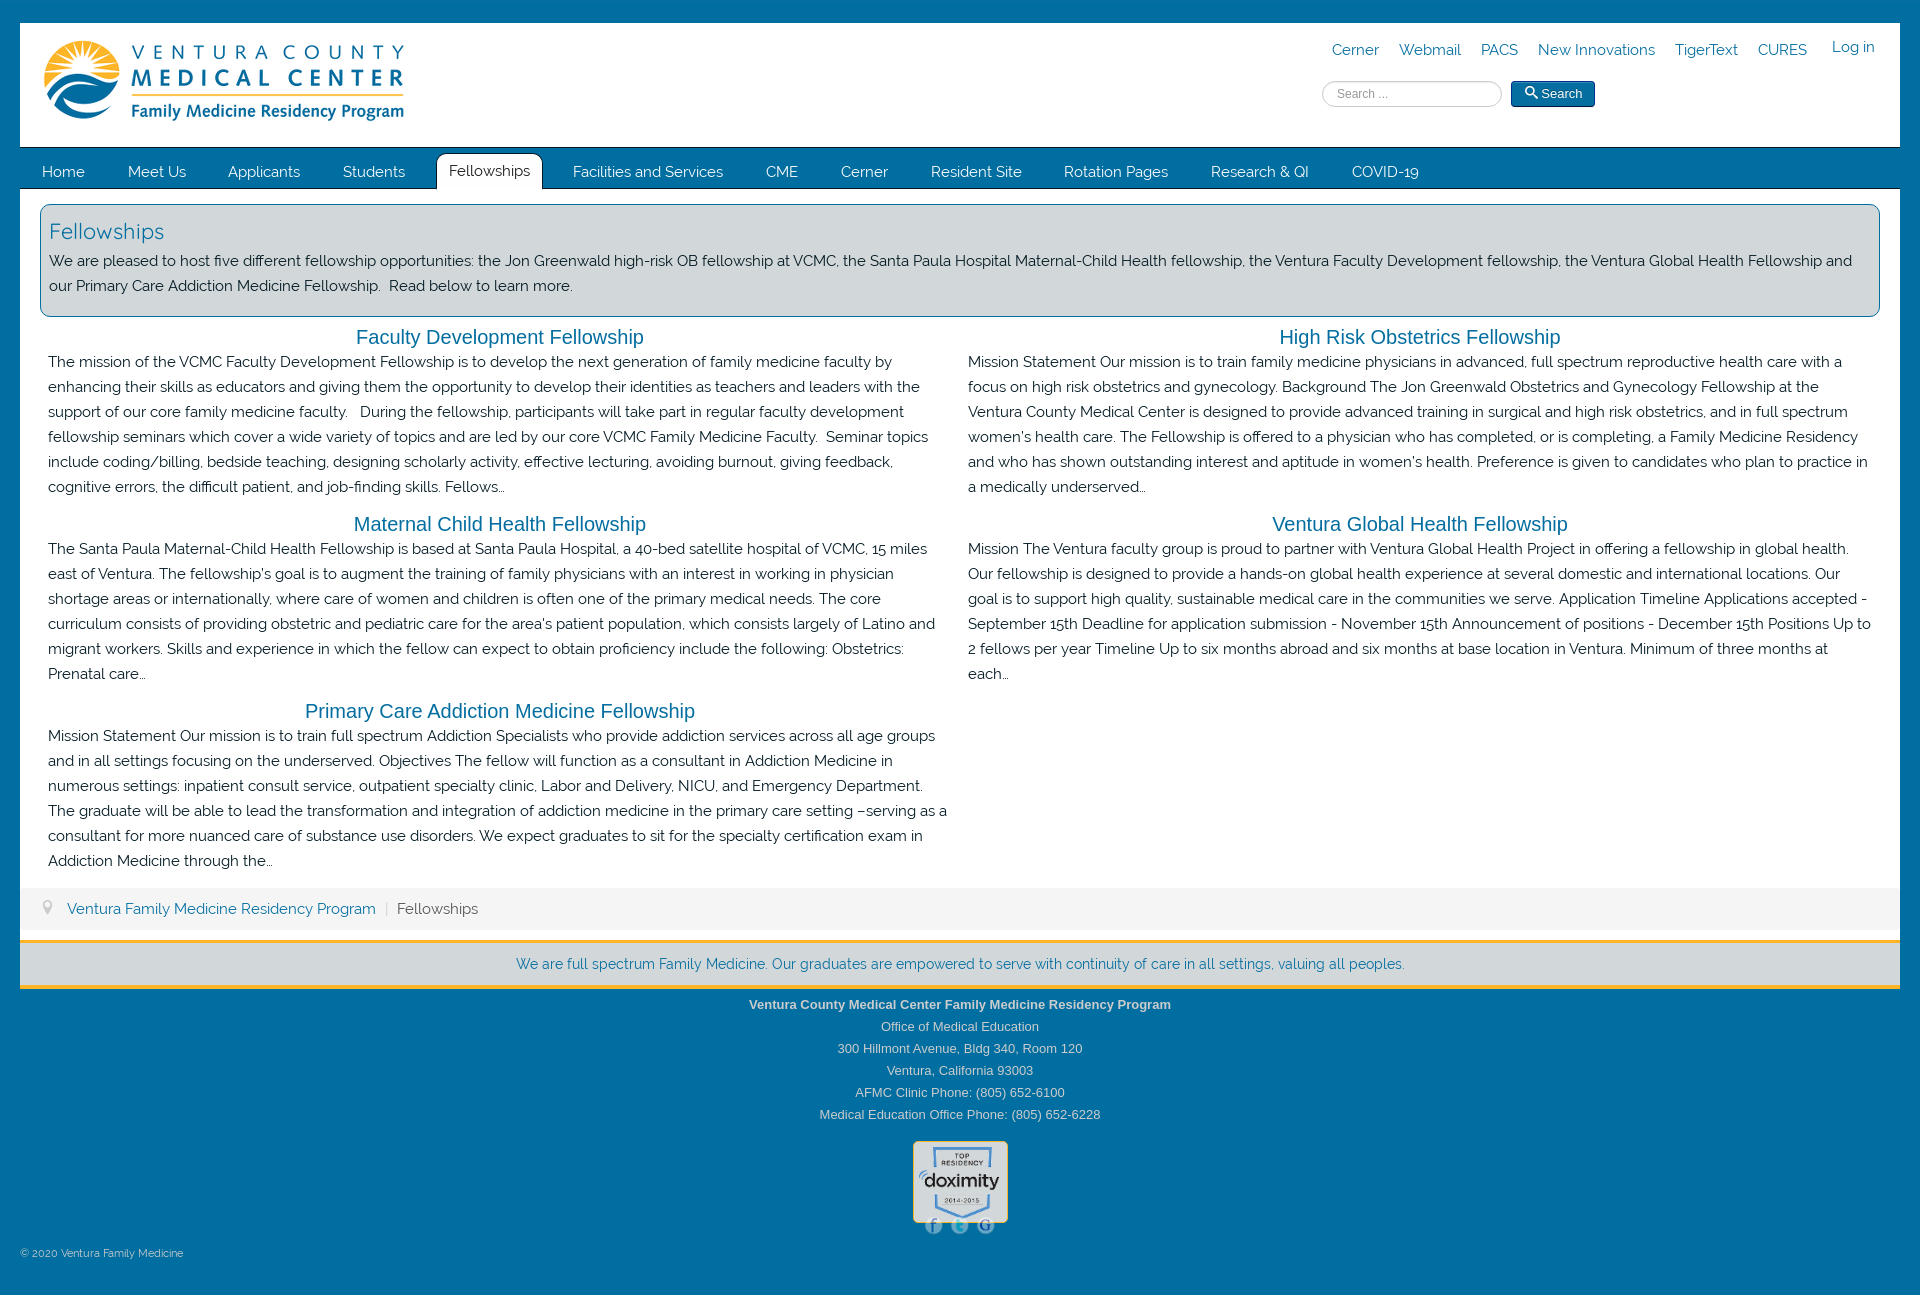 VENTURA COUNTY
MEDICAL CENTER
Family Medicine Residency Program
Cerner Webmail PACS New Innovations TigerText CURES Log in
Search ... Search
Home Meet Us Applicants Students Fellowships Facilities and Services CME Cerner Resident Site Rotation Pages Research & QI COVID-19
Fellowships
We are pleased to host five different fellowship opportunities: the Jon Greenwald high-risk OB fellowship at VCMC, the Santa Paula Hospital Maternal-Child Health fellowship, the Ventura Faculty Development fellowship, the Ventura Global Health Fellowship and
our Primary Care Addiction Medicine Fellowship.  Read below to learn more.
Faculty Development Fellowship
The mission of the VCMC Faculty Development Fellowship is to develop the next generation of family medicine faculty by
enhancing their skills as educators and giving them the opportunity to develop their identities as teachers and leaders with the
support of our core family medicine faculty.   During the fellowship, participants will take part in regular faculty development
fellowship seminars which cover a wide variety of topics and are led by our core VCMC Family Medicine Faculty.  Seminar topics
include coding/billing, bedside teaching, designing scholarly activity, effective lecturing, avoiding burnout, giving feedback,
cognitive errors, the difficult patient, and job-finding skills. Fellows...
High Risk Obstetrics Fellowship
Mission Statement Our mission is to train family medicine physicians in advanced, full spectrum reproductive health care with a
focus on high risk obstetrics and gynecology. Background The Jon Greenwald Obstetrics and Gynecology Fellowship at the
Ventura County Medical Center is designed to provide advanced training in surgical and high risk obstetrics, and in full spectrum
women's health care. The Fellowship is offered to a physician who has completed, or is completing, a Family Medicine Residency
and who has shown outstanding interest and aptitude in women's health. Preference is given to candidates who plan to practice in
a medically underserved...
Maternal Child Health Fellowship
The Santa Paula Maternal-Child Health Fellowship is based at Santa Paula Hospital, a 40-bed satellite hospital of VCMC, 15 miles
east of Ventura. The fellowship's goal is to augment the training of family physicians with an interest in working in physician
shortage areas or internationally, where care of women and children is often one of the primary medical needs. The core
curriculum consists of providing obstetric and pediatric care for the area's patient population, which consists largely of Latino and
migrant workers. Skills and experience in which the fellow can expect to obtain proficiency include the following: Obstetrics:
Prenatal care...
Ventura Global Health Fellowship
Mission The Ventura faculty group is proud to partner with Ventura Global Health Project in offering a fellowship in global health.
Our fellowship is designed to provide a hands-on global health experience at several domestic and international locations. Our
goal is to support high quality, sustainable medical care in the communities we serve. Application Timeline Applications accepted -
September 15th Deadline for application submission - November 15th Announcement of positions - December 15th Positions Up to
2 fellows per year Timeline Up to six months abroad and six months at base location in Ventura. Minimum of three months at
each...
Primary Care Addiction Medicine Fellowship
Mission Statement Our mission is to train full spectrum Addiction Specialists who provide addiction services across all age groups
and in all settings focusing on the underserved. Objectives The fellow will function as a consultant in Addiction Medicine in
numerous settings: inpatient consult service, outpatient specialty clinic, Labor and Delivery, NICU, and Emergency Department.
The graduate will be able to lead the transformation and integration of addiction medicine in the primary care setting –serving as a
consultant for more nuanced care of substance use disorders. We expect graduates to sit for the specialty certification exam in
Addiction Medicine through the...
Ventura Family Medicine Residency Program | Fellowships
We are full spectrum Family Medicine. Our graduates are empowered to serve with continuity of care in all settings, valuing all peoples.
Ventura County Medical Center Family Medicine Residency Program
Office of Medical Education
300 Hillmont Avenue, Bldg 340, Room 120
Ventura, California 93003
AFMC Clinic Phone: (805) 652-6100
Medical Education Office Phone: (805) 652-6228
TOP
RESIDENCY
doximity
2014-2015
f t G
© 2020 Ventura Family Medicine